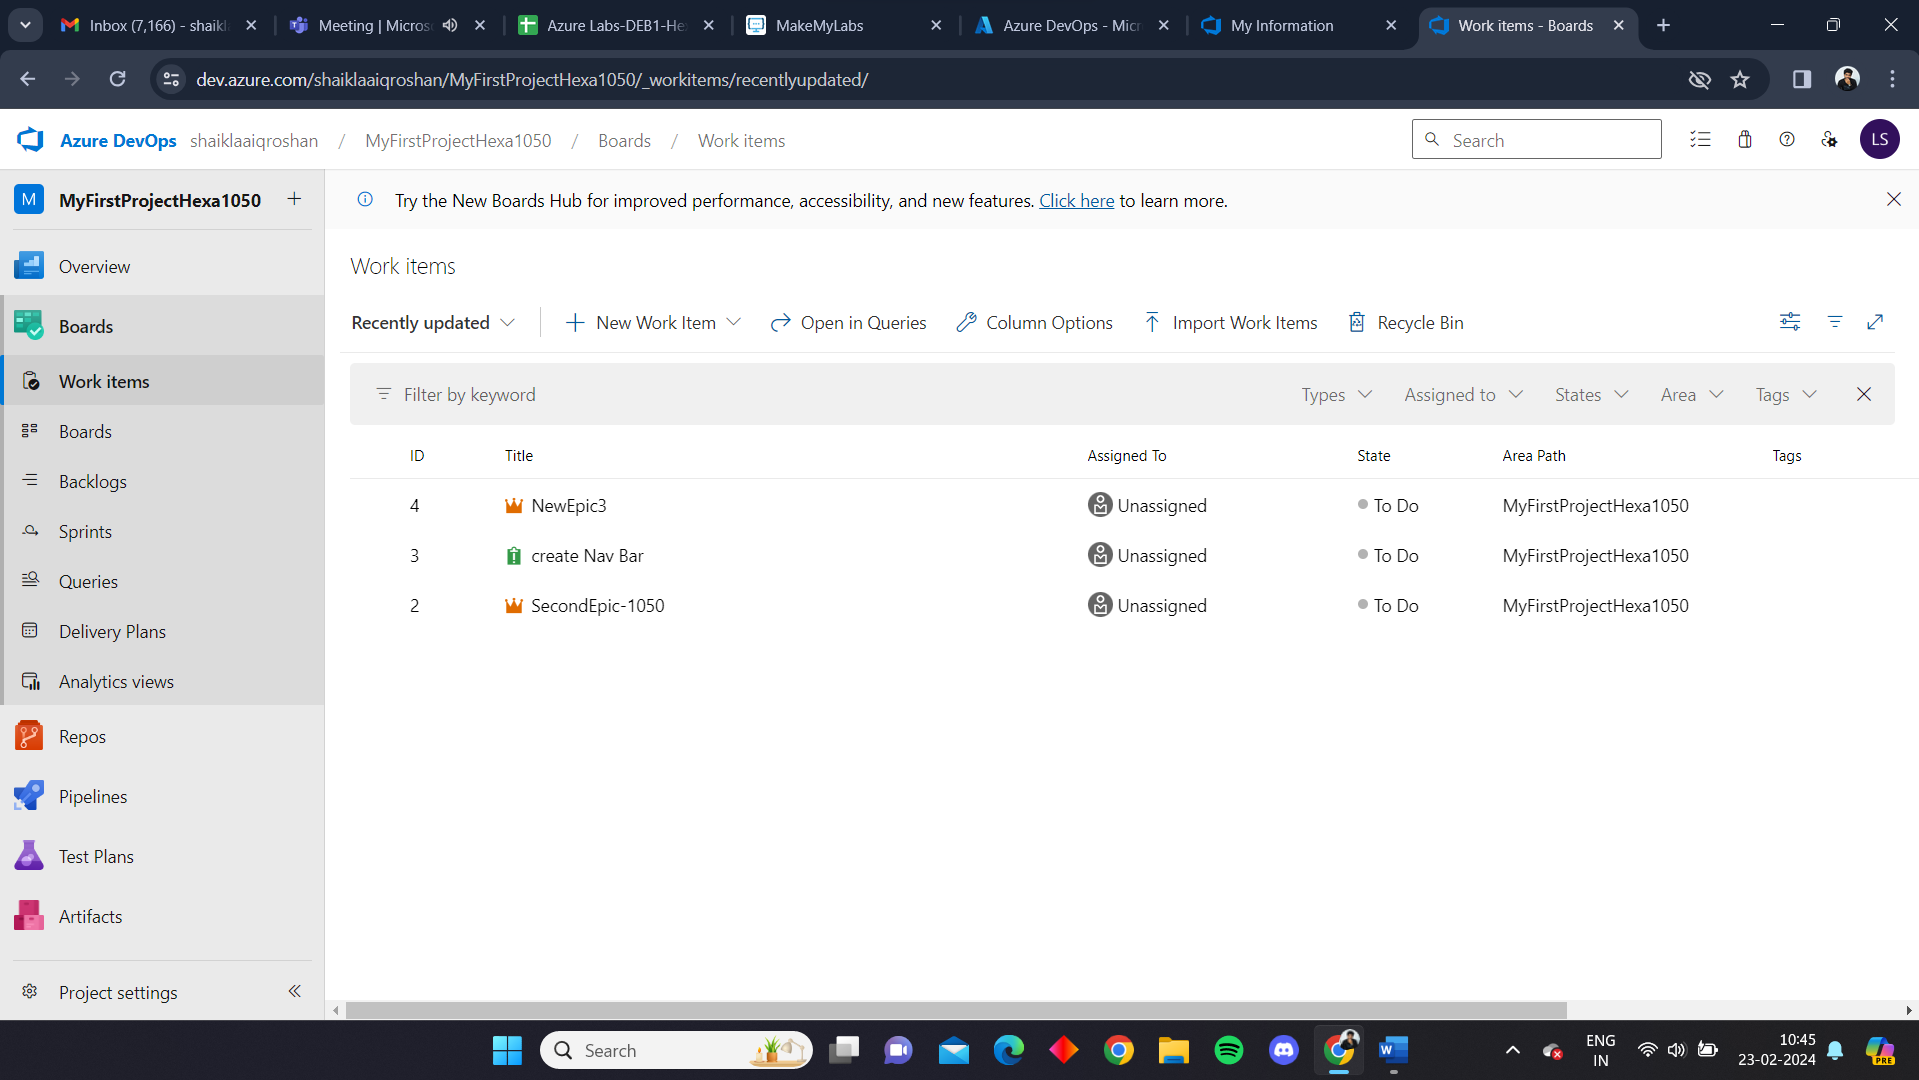 Inbox (7,166) - shaikl
Meeting | Micros
Azure Labs-DEB1-He
MakeMyLabs
Azure DevOps - Micr
My Information
Work items - Boards
dev.azure.com/shaiklaaiqroshan/MyFirstProjectHexa1050/_workitems/recentlyupdated/
Azure DevOps shaiklaaiqroshan / MyFirstProjectHexa1050 / Boards / Work items
Search
LS
M MyFirstProjectHexa1050
Try the New Boards Hub for improved performance, accessibility, and new features. Click here to learn more.
Overview
Boards
Work items
Boards
Backlogs
Sprints
Queries
Delivery Plans
Analytics views
Repos
Pipelines
Test Plans
Artifacts
Project settings
Work items
Recently updated
New Work Item
Open in Queries
Column Options
Import Work Items
Recycle Bin
Filter by keyword
Types
Assigned to
States
Area
Tags
ID Title Assigned To State Area Path Tags
4 NewEpic3 Unassigned To Do MyFirstProjectHexa1050
3 create Nav Bar Unassigned To Do MyFirstProjectHexa1050
2 SecondEpic-1050 Unassigned To Do MyFirstProjectHexa1050
Search
W
ENG
IN
10:45
23-02-2024
PRE